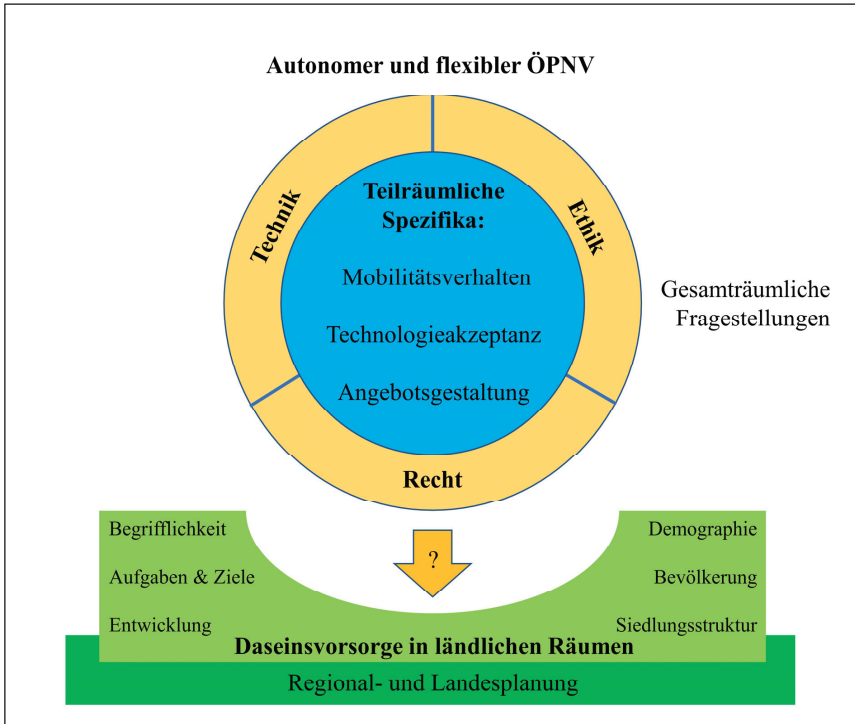 Autonomer und flexibler ÖPNV
Technik
Ethik
Teilräumliche
Spezifika:
Mobilitätsverhalten
Technologieakzeptanz
Angebotsgestaltung
Gesamträumliche
Fragestellungen
Recht
?
Begrifflichkeit
Aufgaben & Ziele
Entwicklung
Demographie
Bevölkerung
Siedlungsstruktur
Daseinsvorsorge in ländlichen Räumen
Regional- und Landesplanung